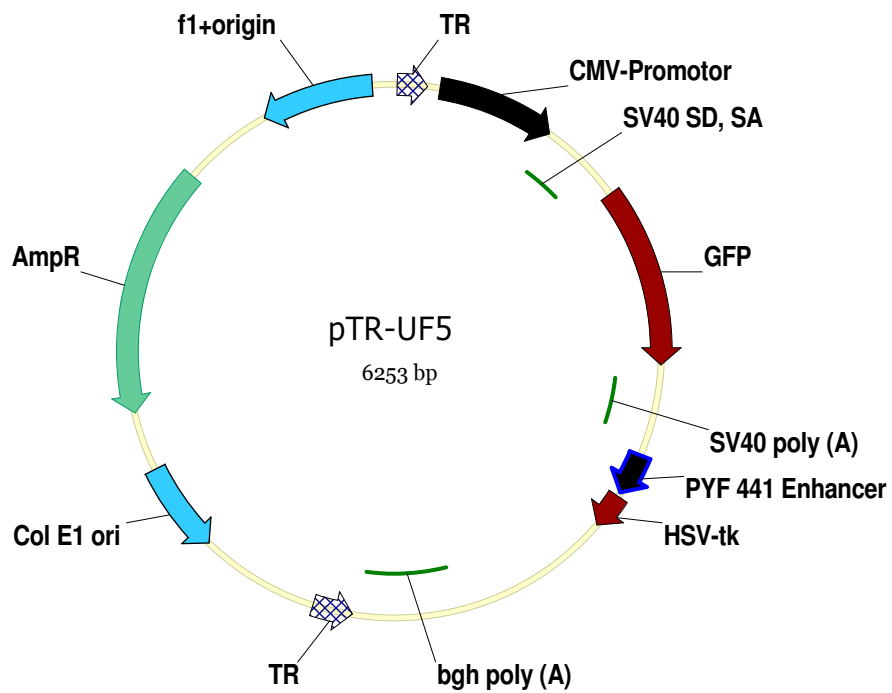 f1+origin
TR
CMV-Promotor
SV40 SD, SA
AmpR
GFP
pTR-UF5
6253 bp
SV40 poly (A)
PYF 441 Enhancer
Col E1 ori
HSV-tk
TR
bgh poly (A)